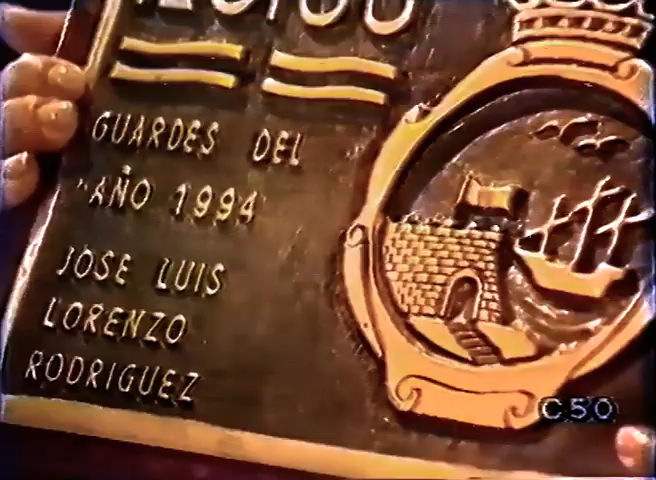 GUARDES DEL
"AÑO 1994
JOSE LUIS
LORENZO
RODRIGUEZ
C50